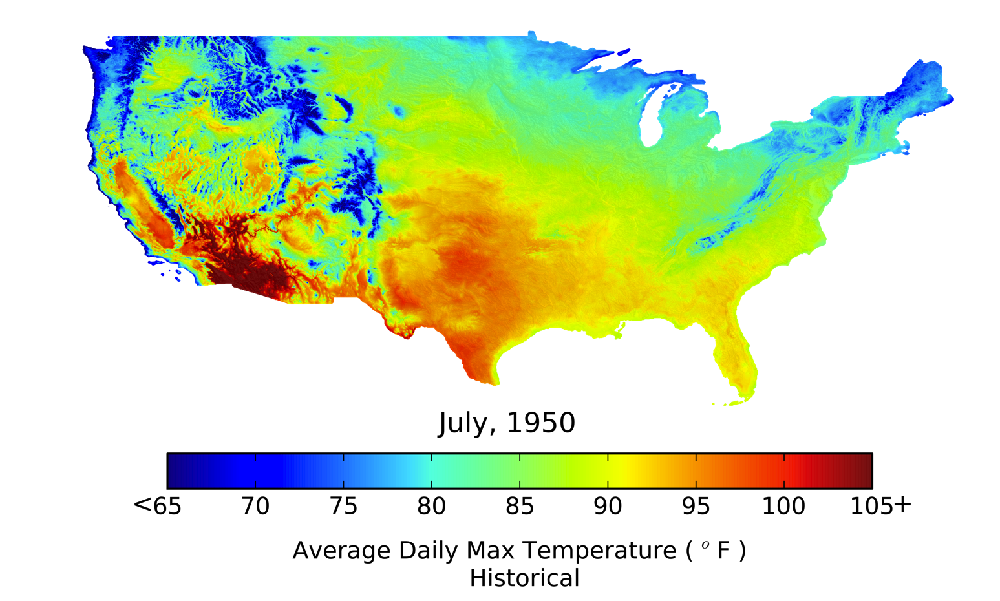 July, 1950
<65 70 75 80 85 90 95 100 105+
Average Daily Max Temperature ( ° F )
Historical